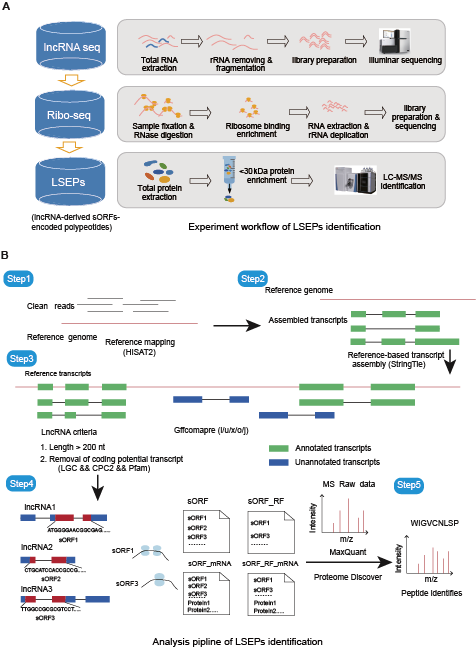 A
lncRNA seq
Total RNA
extraction
rRNA removing &
fragmentation
library preparation
Illuminar sequencing
Ribo-seq
Sample fixation &
RNase digestion
Ribosome binding
enrichment
RNA extraction &
rRNA deplication
library
preparation &
sequencing
LSEPs
(lncRNA-derived sORFs-
encoded polypeptides)
Total protein
extraction
<30kDa protein
enrichment
LC-MS/MS
identification
Experiment workflow of LSEPs identification
B
Step1
Clean reads
Reference genome
Reference mapping
(HISAT2)
Step2
Reference genome
Assembled transcripts
Reference-based transcript
assembly (StringTie)
Step3
Reference transcripts
LncRNA criteria
1. Length > 200 nt
2. Removal of coding potential transcript
(LGC && CPC2 && Pfam)
Gffcomapre (i/u/x/o/j)
Annotated transcripts
Unannotated transcripts
Step4
lncRNA1
ATGGGGAACGGCGAG....
sORF1
lncRNA2
CTGCATCGACCGCCG....
sORF2
lncRNA3
TTGGCCGCGCGTCCT....
sORF3
sORF1
sORF3
sORF
sORF1
sORF2
sORF3
--------
sORF_RF
sORF1
sORF3
--------
sORF_RF_mRNA
sORF1
sORF2
sORF3
--------
Protein1
Protein2.....
sORF_RF_mRNA
sORF1
sORF3
--------
Protein1
Protein2.....
MS Raw data
Intensity
m/z
MaxQuant
Proteome Discover
Step5
WIGVCNLSP
Intensity
m/z
Peptide identifies
Analysis pipline of LSEPs identification